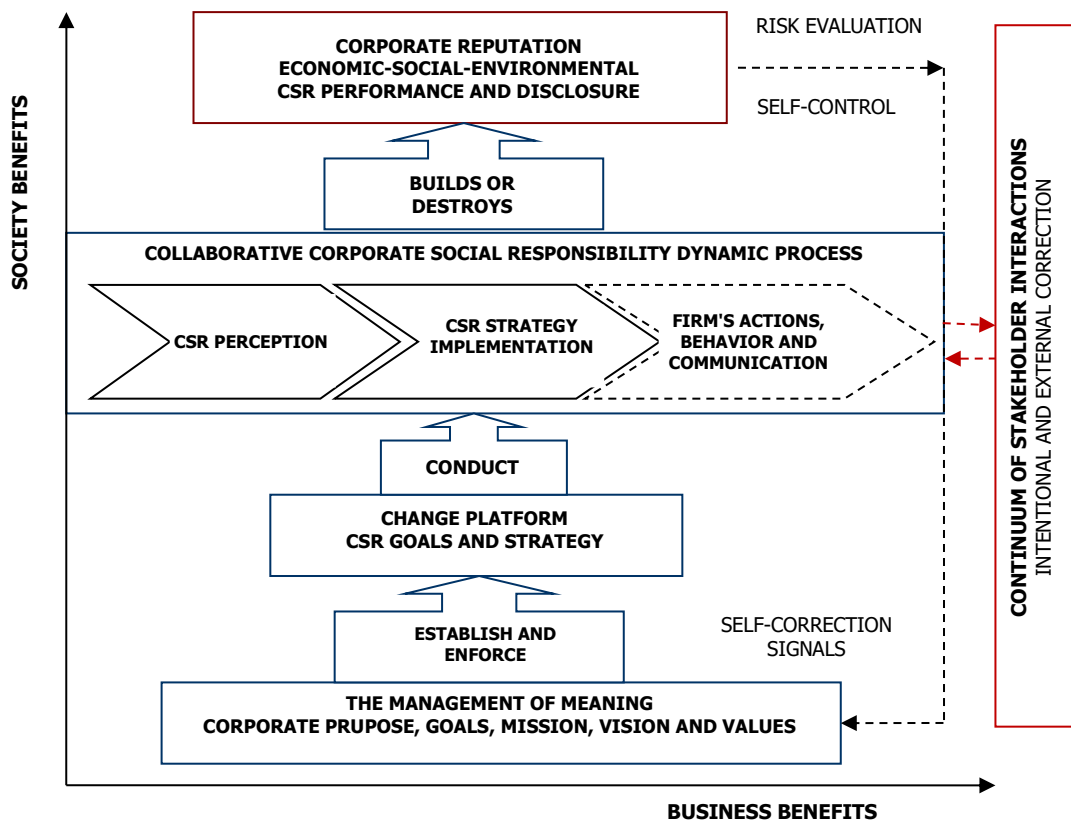 CORPORATE REPUTATION
ECONOMIC-SOCIAL-ENVIRONMENTAL
CSR PERFORMANCE AND DISCLOSURE
RISK EVALUATION
SELF-CONTROL
SOCIETY BENEFITS
BUILDS OR
DESTROYS
COLLABORATIVE CORPORATE SOCIAL RESPONSIBILITY DYNAMIC PROCESS
CSR PERCEPTION
CSR STRATEGY
IMPLEMENTATION
FIRM'S ACTIONS,
BEHAVIOR AND
COMMUNICATION
CONTINUUM OF STAKEHOLDER INTERACTIONS
INTENTIONAL AND EXTERNAL CORRECTION
CONDUCT
CHANGE PLATFORM
CSR GOALS AND STRATEGY
ESTABLISH AND
ENFORCE
SELF-CORRECTION
SIGNALS
THE MANAGEMENT OF MEANING
CORPORATE PRUPOSE, GOALS, MISSION, VISION AND VALUES
BUSINESS BENEFITS